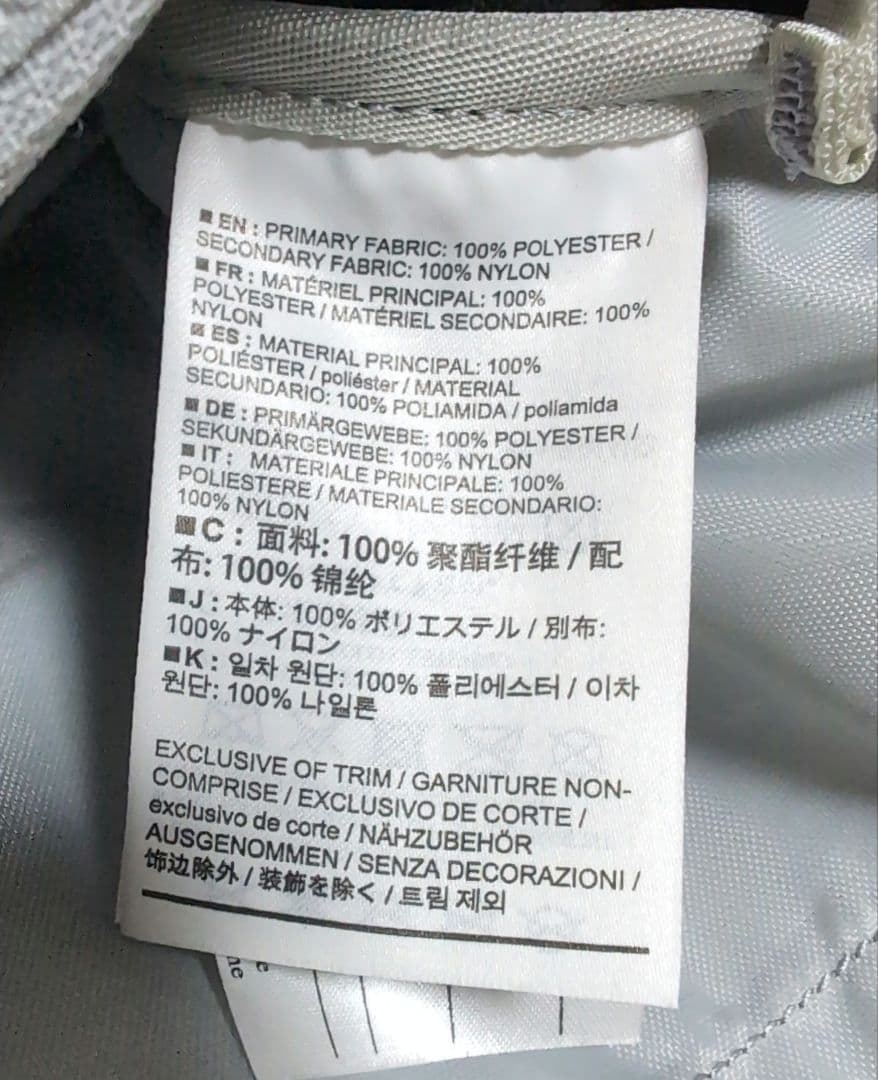 ■ EN : PRIMARY FABRIC: 100% POLYESTER /
SECONDARY FABRIC: 100% NYLON
■ FR : MATÉRIEL PRINCIPAL: 100%
POLYESTER / MATÉRIEL SECONDAIRE: 100%
NYLON
■ ES : MATERIAL PRINCIPAL: 100%
POLIÉSTER / poliéster / MATERIAL
SECUNDARIO: 100% POLIAMIDA / poliamida
■ DE : PRIMÄRGEWEBE: 100% POLYESTER /
SEKUNDÄRGEWEBE: 100% NYLON
■ IT : MATERIALE PRINCIPALE: 100%
POLIESTERE / MATERIALE SECONDARIO:
100% NYLON
■ C : 面料: 100% 聚酯纤维 / 配
布: 100% 锦纶
■ J : 本体: 100% ポリエステル / 別布:
100% ナイロン
■ K : 일차 원단: 100% 폴리에스터 / 이차
원단: 100% 나일론
EXCLUSIVE OF TRIM / GARNITURE NON-
COMPRISE / EXCLUSIVO DE CORTE /
exclusivo de corte / NÄHZUBEHÖR
AUSGENOMMEN / SENZA DECORAZIONI /
饰边除外 / 装飾を除く / 트림 제외